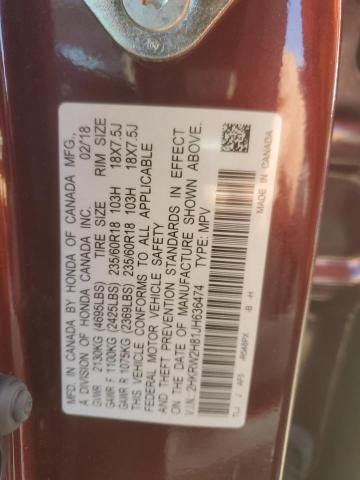 MADE IN CANADA BY HONDA OF CANADA MFG.,
A DIVISION OF HONDA CANADA INC. 02/18
TIRE SIZE RIM SIZE
GVWR 2130KG (4695LBS)
GAWR F 1100KG (2425LBS) 235/60R18 103H 18X7.5J
GAWR R 1075KG (2369LBS) 235/60R18 103H 18X7.5J
THIS VEHICLE CONFORMS TO ALL APPLICABLE
FEDERAL MOTOR VEHICLE SAFETY
AND THEFT PREVENTION STANDARDS IN EFFECT
ON THE DATE OF MANUFACTURE SHOWN ABOVE.
V.I.N. 2HKRW2H81JH636474 TYPE: MPV
MADE IN CANADA
TLJ J AF5 -B -H